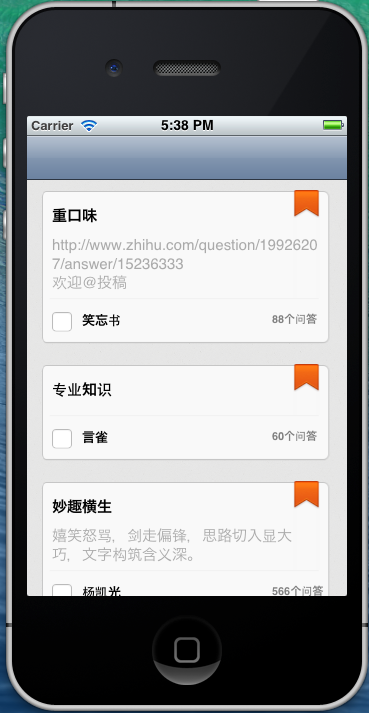 Carrier 5:38 PM
重口味
http://www.zhihu.com/question/1992620
7/answer/15236333
欢迎@投稿
笑忘书 88个问答
专业知识
言雀 60个问答
妙趣横生
嬉笑怒骂，剑走偏锋，思路切入显大
巧，文字构筑含义深。
杨凯光 566个问答